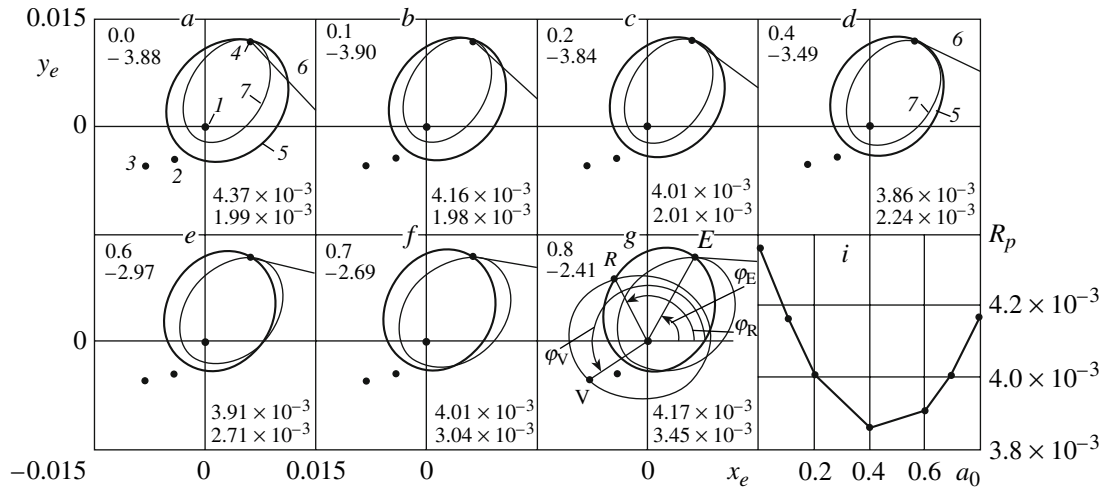 0.015
a
b
c
d
0.0
–3.88
4
6
0.1
–3.90
0.2
–3.84
0.4
–3.49
6
y_e
7
1
7
5
0
3
2
5
4.37 × 10⁻³
1.99 × 10⁻³
4.16 × 10⁻³
1.98 × 10⁻³
4.01 × 10⁻³
2.01 × 10⁻³
3.86 × 10⁻³
2.24 × 10⁻³
e
f
g
E
i
R_p
0.6
–2.97
0.7
–2.69
0.8
–2.41
R
φ_E
φ_R
φ_V
V
4.2 × 10⁻³
4.0 × 10⁻³
3.8 × 10⁻³
3.91 × 10⁻³
2.71 × 10⁻³
4.01 × 10⁻³
3.04 × 10⁻³
4.17 × 10⁻³
3.45 × 10⁻³
–0.015
0
0.015
0
0
x_e
0.2
0.4
0.6
a₀